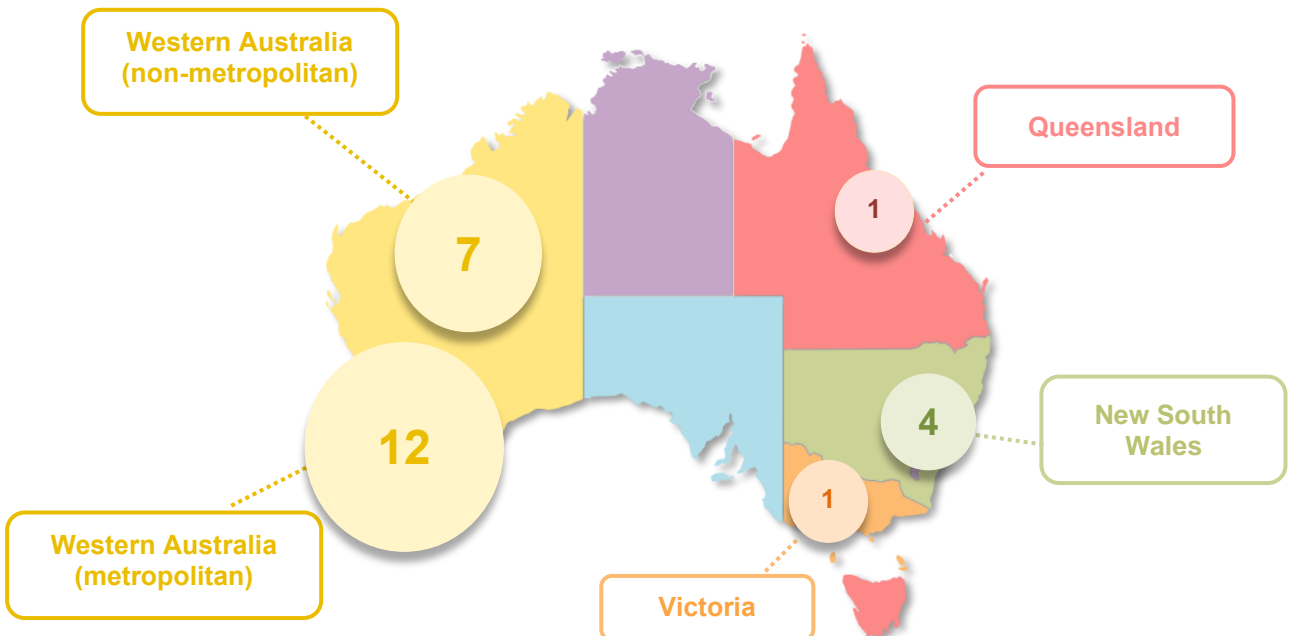 Western Australia
(non-metropolitan)
Queensland
1
7
New South
Wales
4
12
1
Western Australia
(metropolitan)
Victoria